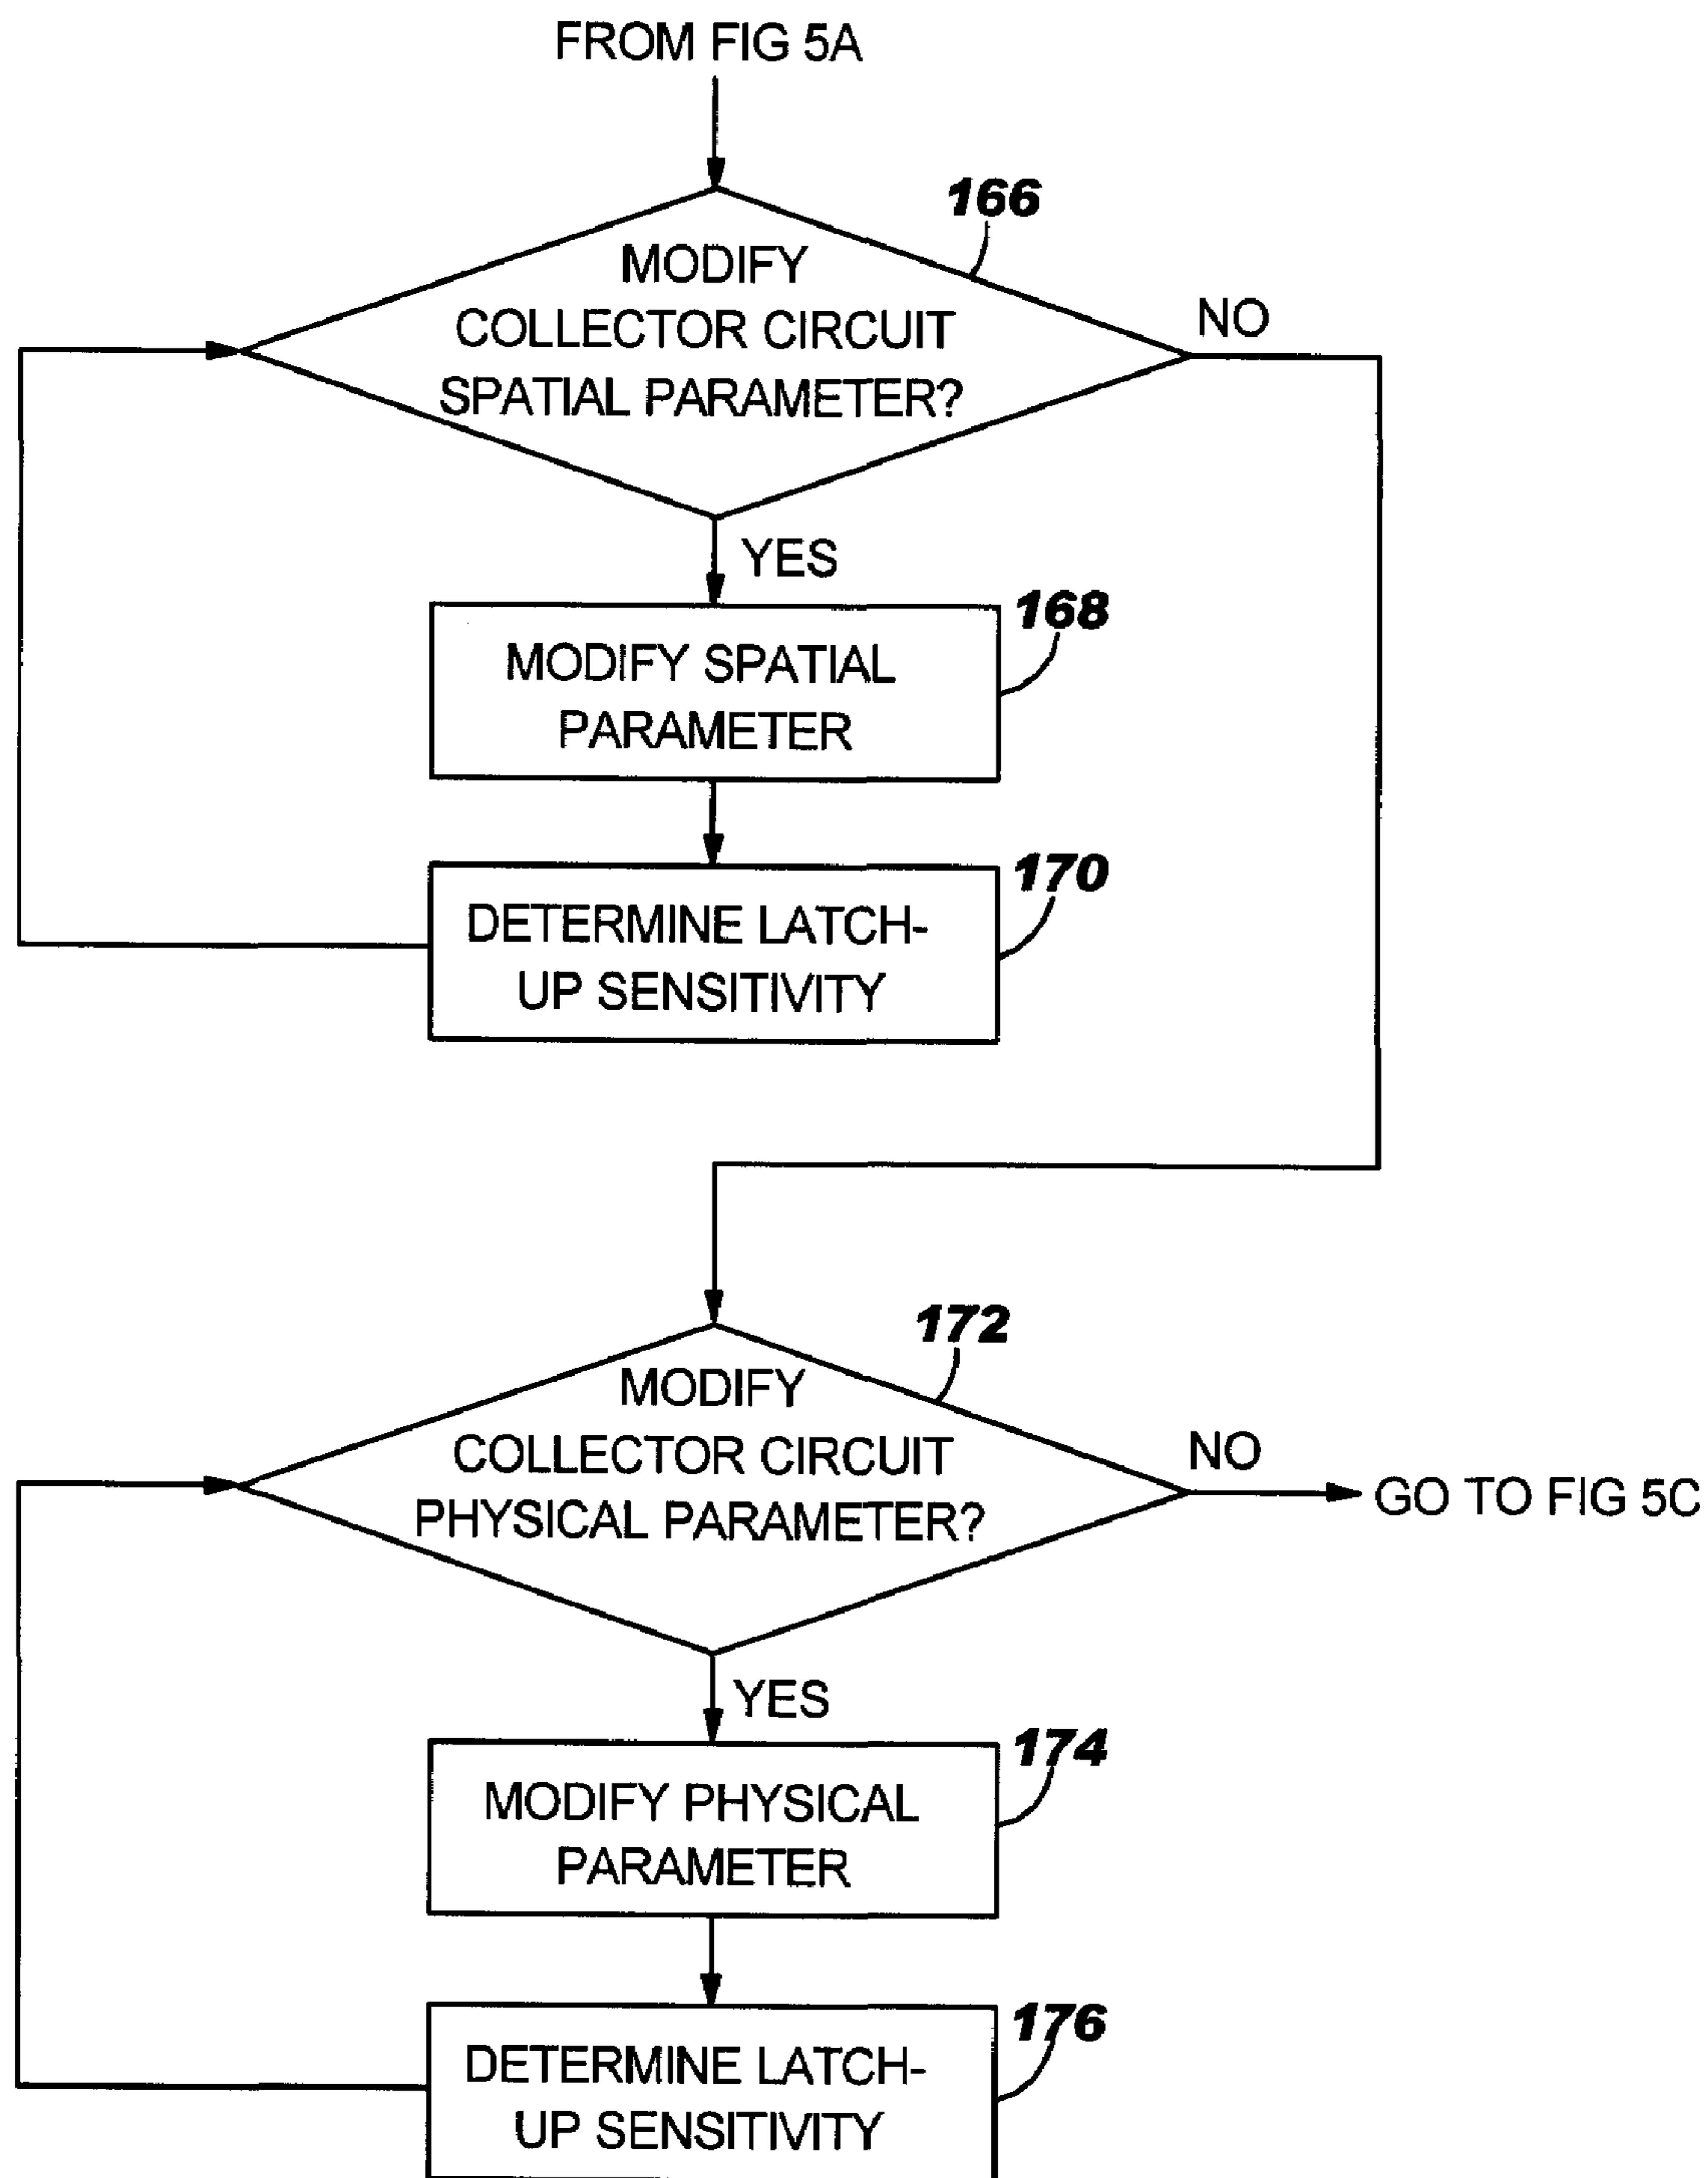 FROM FIG 5A
166
MODIFY
COLLECTOR CIRCUIT
SPATIAL PARAMETER?
NO
YES
168
MODIFY SPATIAL
PARAMETER
170
DETERMINE LATCH-
UP SENSITIVITY
172
MODIFY
COLLECTOR CIRCUIT
PHYSICAL PARAMETER?
NO
GO TO FIG 5C
YES
174
MODIFY PHYSICAL
PARAMETER
176
DETERMINE LATCH-
UP SENSITIVITY